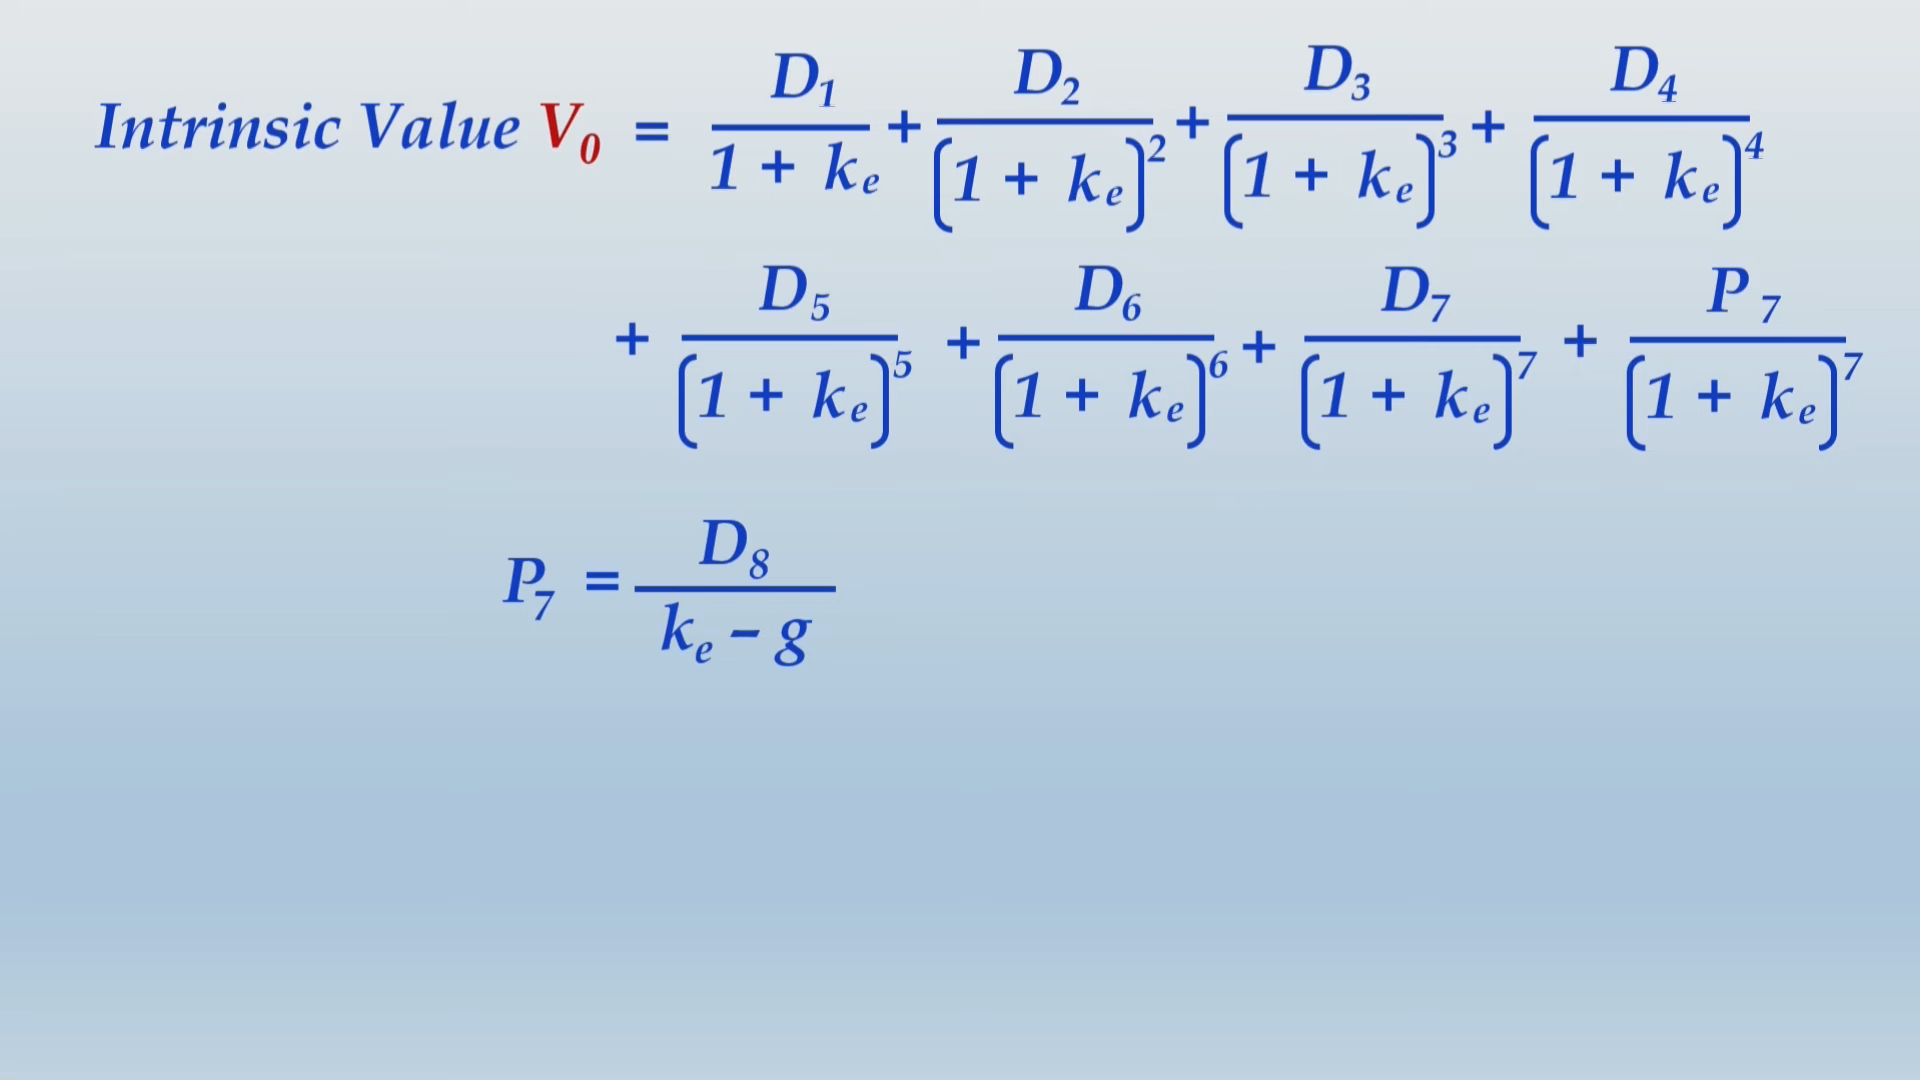 Intrinsic Value V₀ = D₁/(1 + kₑ) + D₂/(1 + kₑ)² + D₃/(1 + kₑ)³ + D₄/(1 + kₑ)⁴
+ D₅/(1 + kₑ)⁵ + D₆/(1 + kₑ)⁶ + D₇/(1 + kₑ)⁷ + P₇/(1 + kₑ)⁷
P₇ = D₈/(kₑ – g)